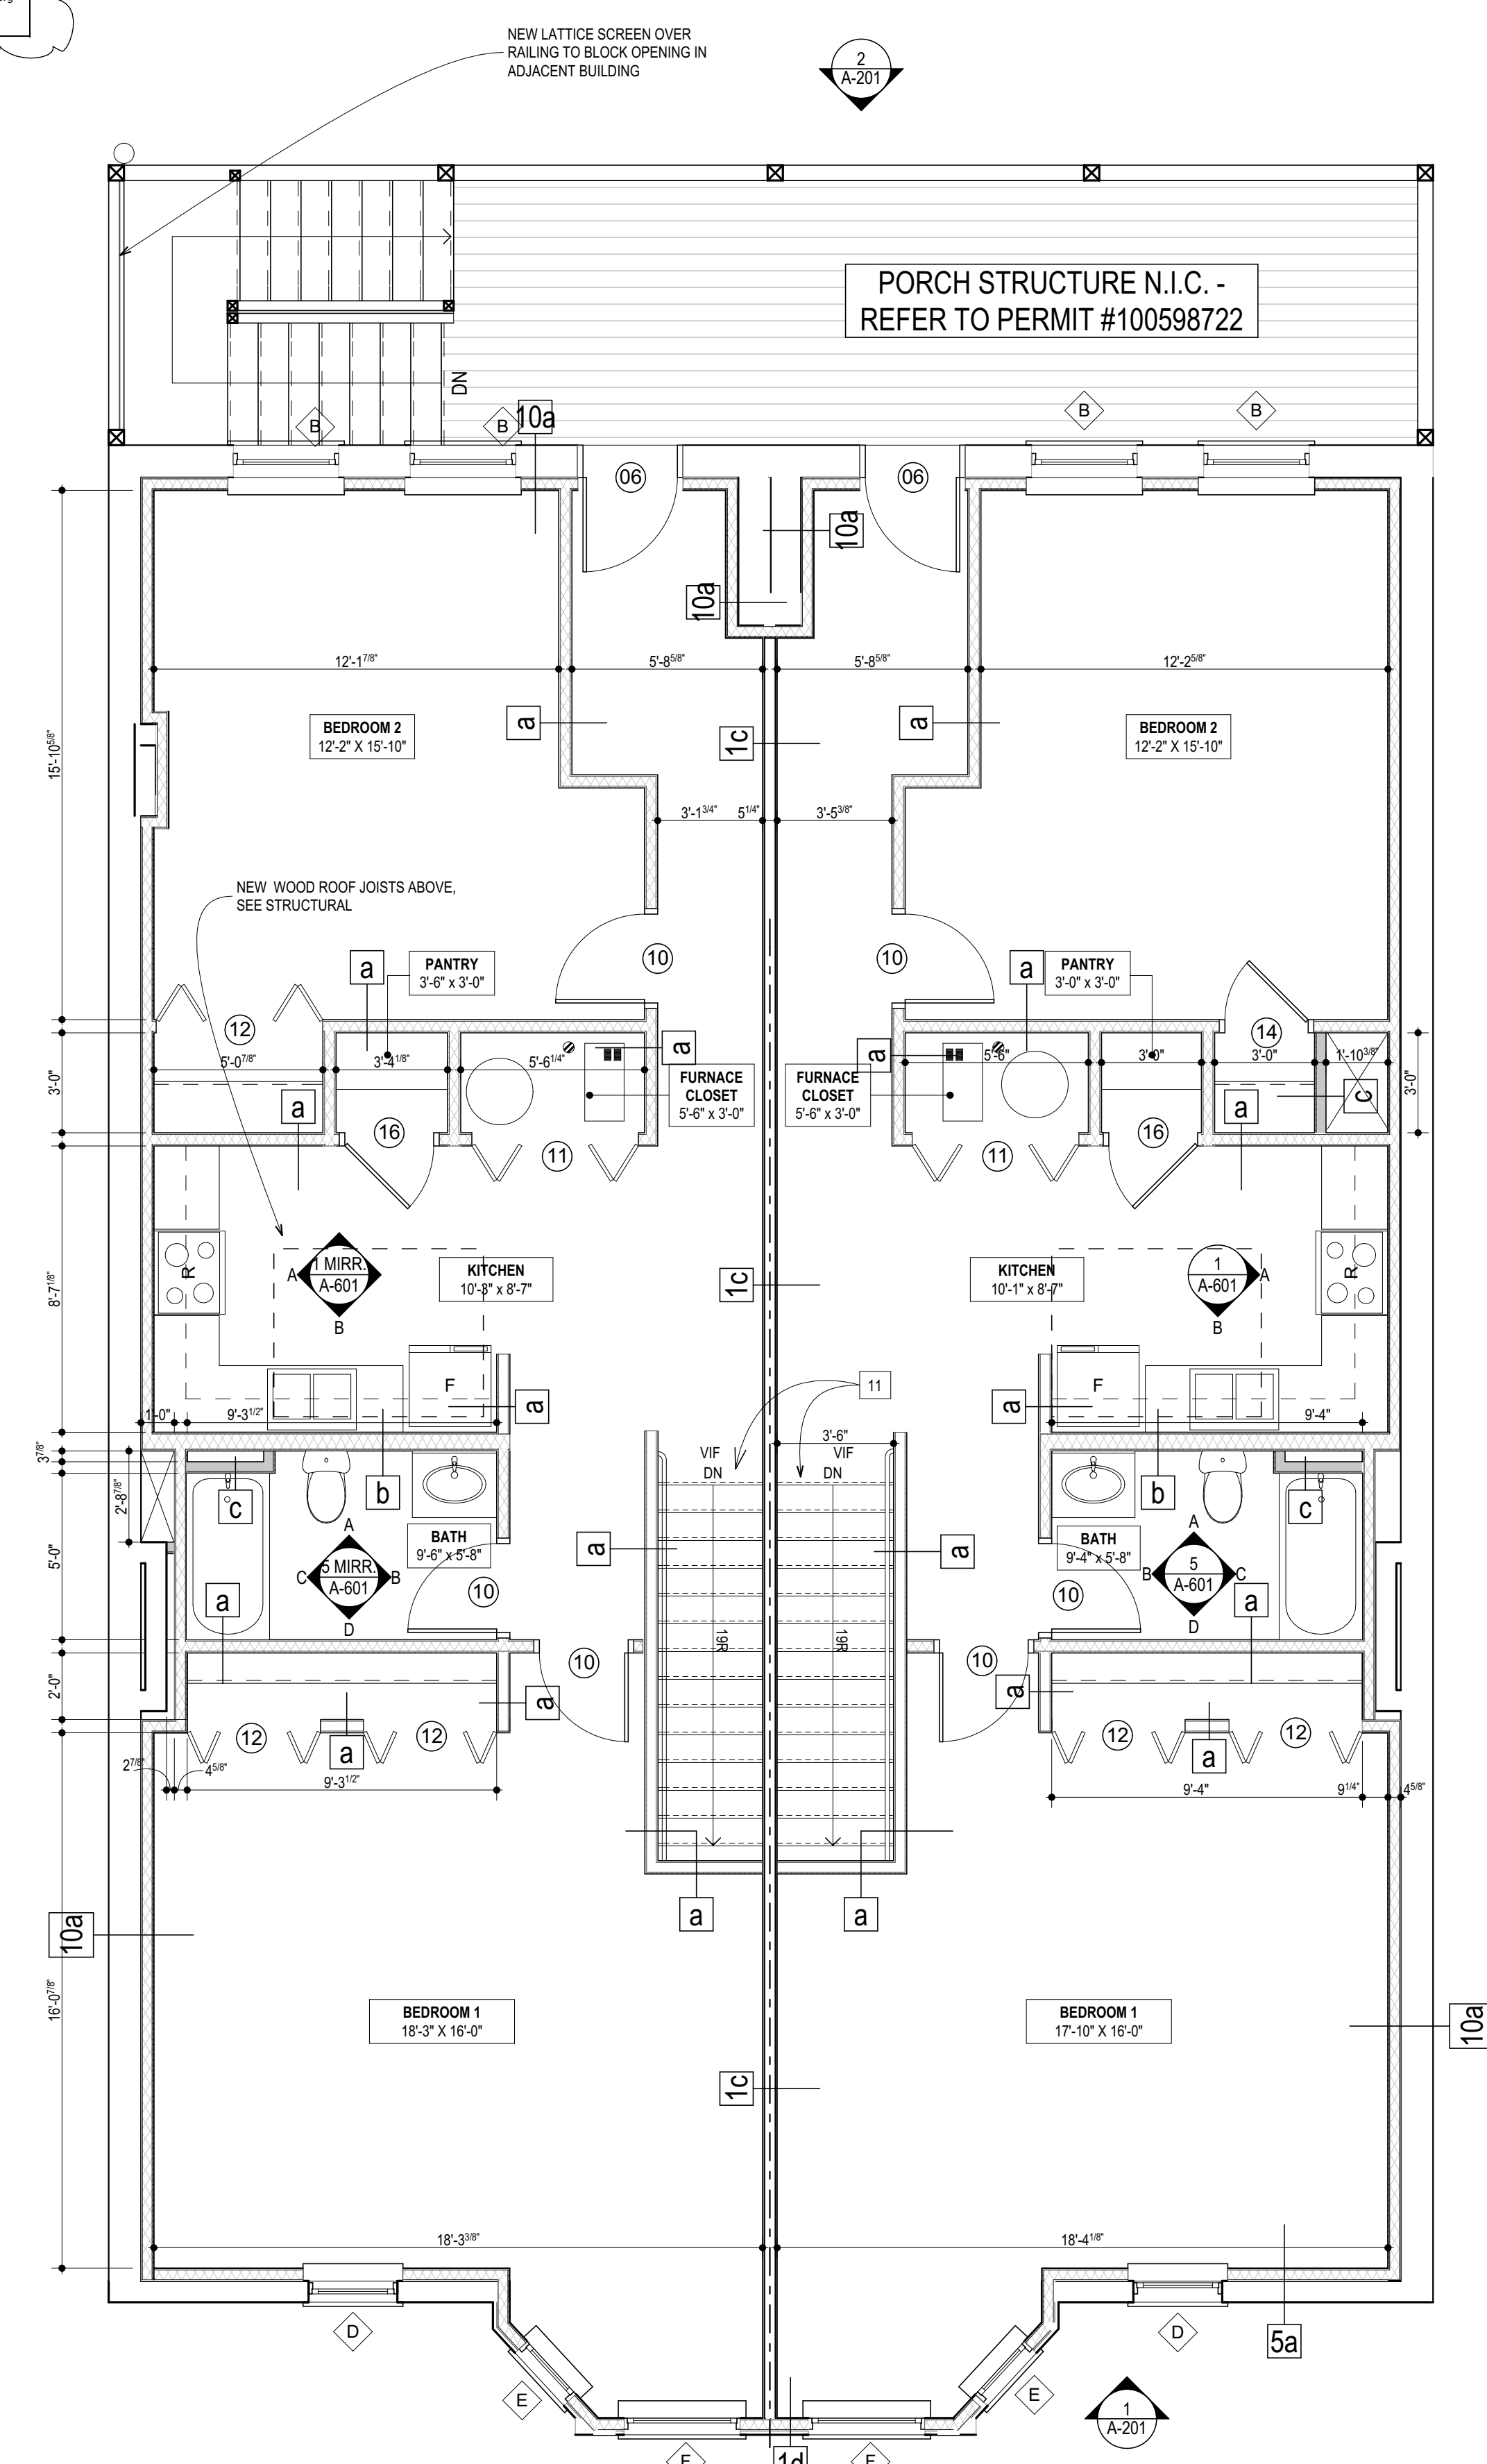 NEW LATTICE SCREEN OVER
RAILING TO BLOCK OPENING IN
ADJACENT BUILDING
2
A-201
PORCH STRUCTURE N.I.C. -
REFER TO PERMIT #100598722
DN
B
B
10a
B
B
06
06
10a
10a
12'-1 7/8"
5'-8 5/8"
5'-8 5/8"
12'-2 5/8"
BEDROOM 2
12'-2" X 15'-10"
a
1c
a
BEDROOM 2
12'-2" X 15'-10"
15'-10 5/8"
3'-1 3/4"
5 1/4"
3'-5 3/8"
NEW WOOD ROOF JOISTS ABOVE,
SEE STRUCTURAL
a
PANTRY
3'-6" x 3'-0"
10
10
a
PANTRY
3'-0" x 3'-0"
12
14
5'-0 7/8"
3'-4 1/8"
5'-6 1/4"
a
a
5'-6"
3'-0"
3'-0"
1'-10 3/8"
3'-0"
3'-0"
FURNACE
CLOSET
5'-6" x 3'-0"
FURNACE
CLOSET
5'-6" x 3'-0"
a
a
c
16
11
11
16
8'-7 1/8"
R
A
1 MIRR.
A-601
B
KITCHEN
10'-3" x 8'-7"
1c
KITCHEN
10'-1" x 8'-7"
1
A-601
A
B
R
F
a
11
a
F
1'-0"
9'-3 1/2"
9'-4"
3'-6"
3 7/8"
VIF
DN
VIF
DN
2'-8 7/8"
c
b
b
c
A
BATH
9'-6" x 5'-8"
C
5 MIRR.
A-601
B
D
a
a
BATH
9'-4" x 5'-8"
A
B
5
A-601
C
D
5'-0"
a
10
10
a
19R
19R
10
10
2'-0"
a
a
12
12
a
12
12
a
2 7/8"
4 5/8"
9'-3 1/2"
9'-4"
9 1/4"
4 5/8"
a
a
10a
16'-0 7/8"
BEDROOM 1
18'-3" X 16'-0"
BEDROOM 1
17'-10" X 16'-0"
10a
1c
18'-3 3/8"
18'-4 1/8"
D
D
5a
E
E
1
A-201
1d